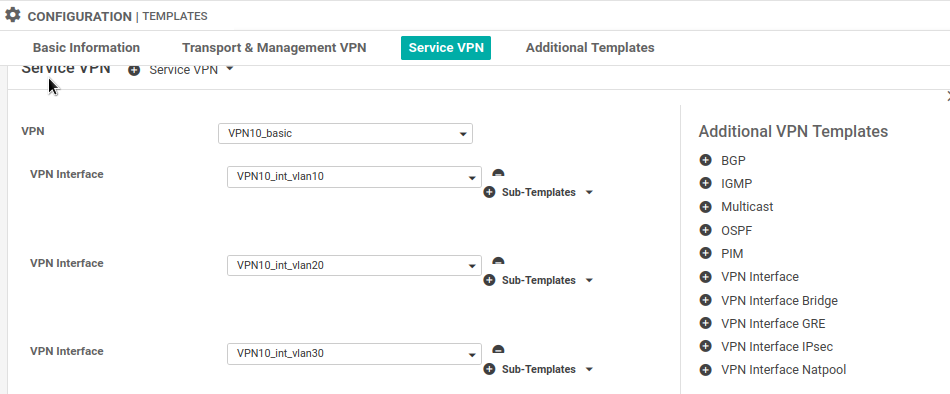 CONFIGURATION | TEMPLATES
Basic Information Transport & Management VPN Service VPN Additional Templates
Service VPN Service VPN
VPN VPN10_basic
VPN Interface VPN10_int_vlan10
Sub-Templates
VPN Interface VPN10_int_vlan20
Sub-Templates
VPN Interface VPN10_int_vlan30
Sub-Templates
Additional VPN Templates
BGP
IGMP
Multicast
OSPF
PIM
VPN Interface
VPN Interface Bridge
VPN Interface GRE
VPN Interface IPsec
VPN Interface Natpool